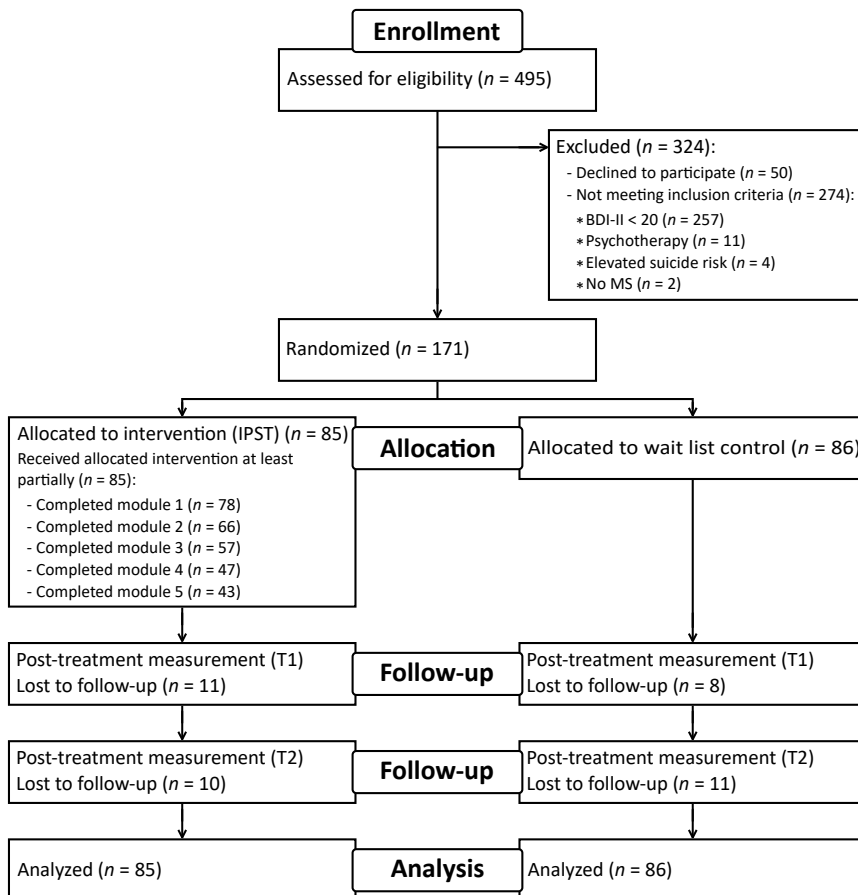 Enrollment
Assessed for eligibility (n = 495)
Excluded (n = 324):
- Declined to participate (n = 50)
- Not meeting inclusion criteria (n = 274):
∗BDI-II < 20 (n = 257)
∗Psychotherapy (n = 11)
∗Elevated suicide risk (n = 4)
∗No MS (n = 2)
Randomized (n = 171)
Allocation
Allocated to intervention (IPST) (n = 85)
Received allocated intervention at least
partially (n = 85):
- Completed module 1 (n = 78)
- Completed module 2 (n = 66)
- Completed module 3 (n = 57)
- Completed module 4 (n = 47)
- Completed module 5 (n = 43)
Allocated to wait list control (n = 86)
Follow-up
Post-treatment measurement (T1)
Lost to follow-up (n = 11)
Post-treatment measurement (T1)
Lost to follow-up (n = 8)
Follow-up
Post-treatment measurement (T2)
Lost to follow-up (n = 10)
Post-treatment measurement (T2)
Lost to follow-up (n = 11)
Analysis
Analyzed (n = 85)
Analyzed (n = 86)